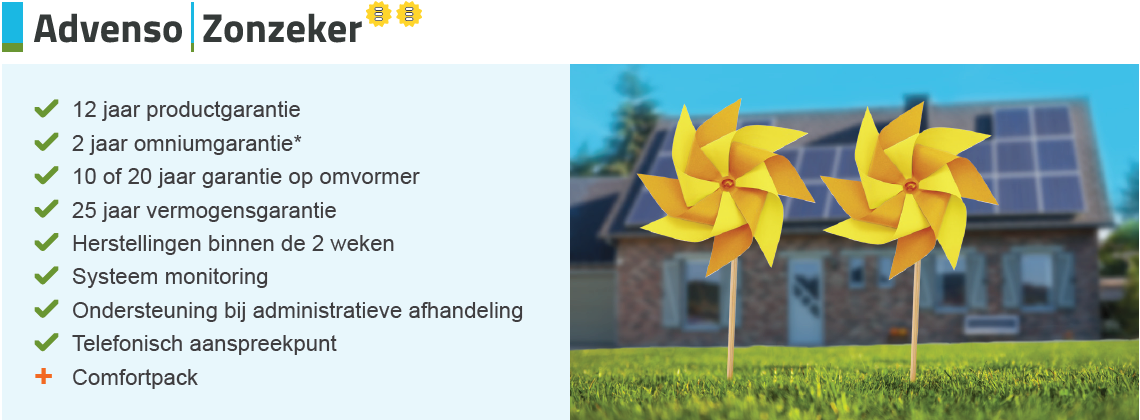 Advenso Zonzeker
12 jaar productgarantie
2 jaar omniumgarantie*
10 of 20 jaar garantie op omvormer
25 jaar vermogensgarantie
Herstellingen binnen de 2 weken
Systeem monitoring
Ondersteuning bij administratieve afhandeling
Telefonisch aanspreekpunt
Comfortpack